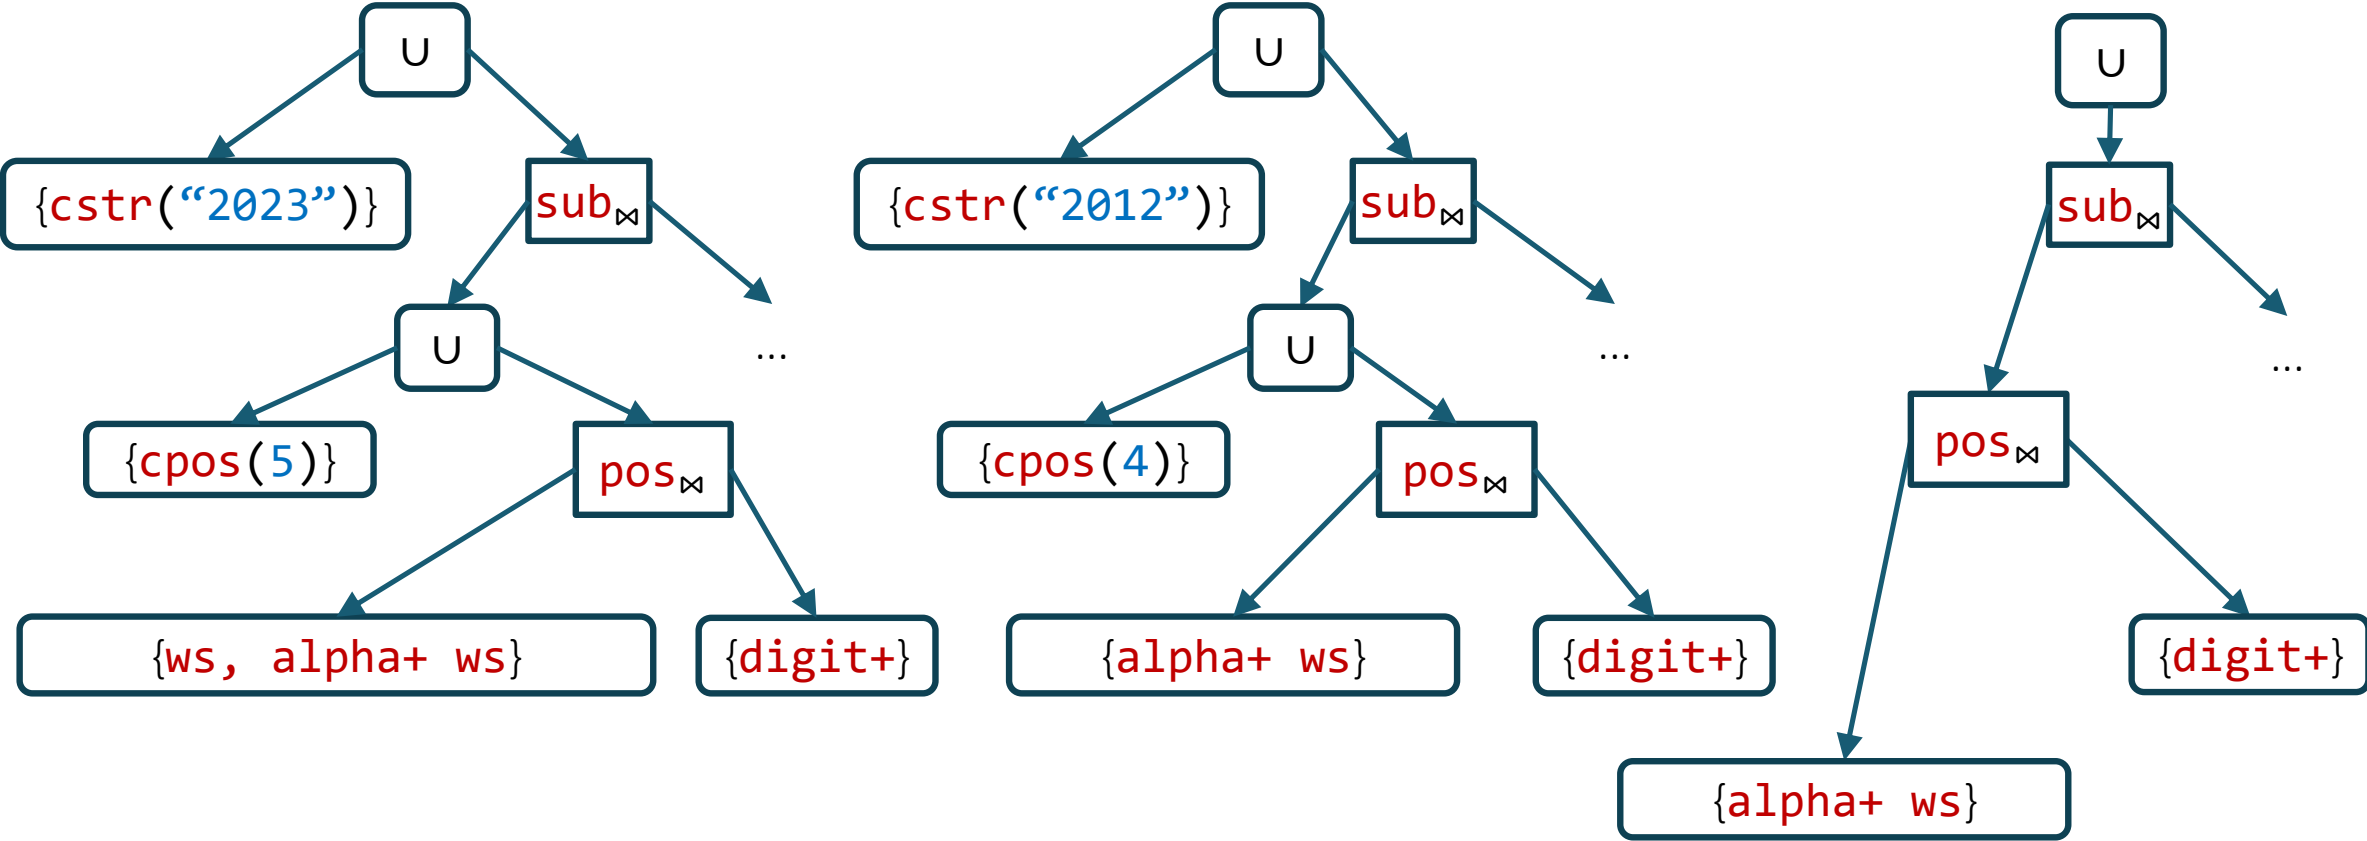 ∪ ∪ ∪
{cstr(“2023”)} sub⋈ {cstr(“2012”)} sub⋈ sub⋈
∪ ... ∪ ... ...
{cpos(5)} pos⋈ {cpos(4)} pos⋈ pos⋈
{ws, alpha+ ws} {digit+} {alpha+ ws} {digit+} {digit+}
{alpha+ ws}